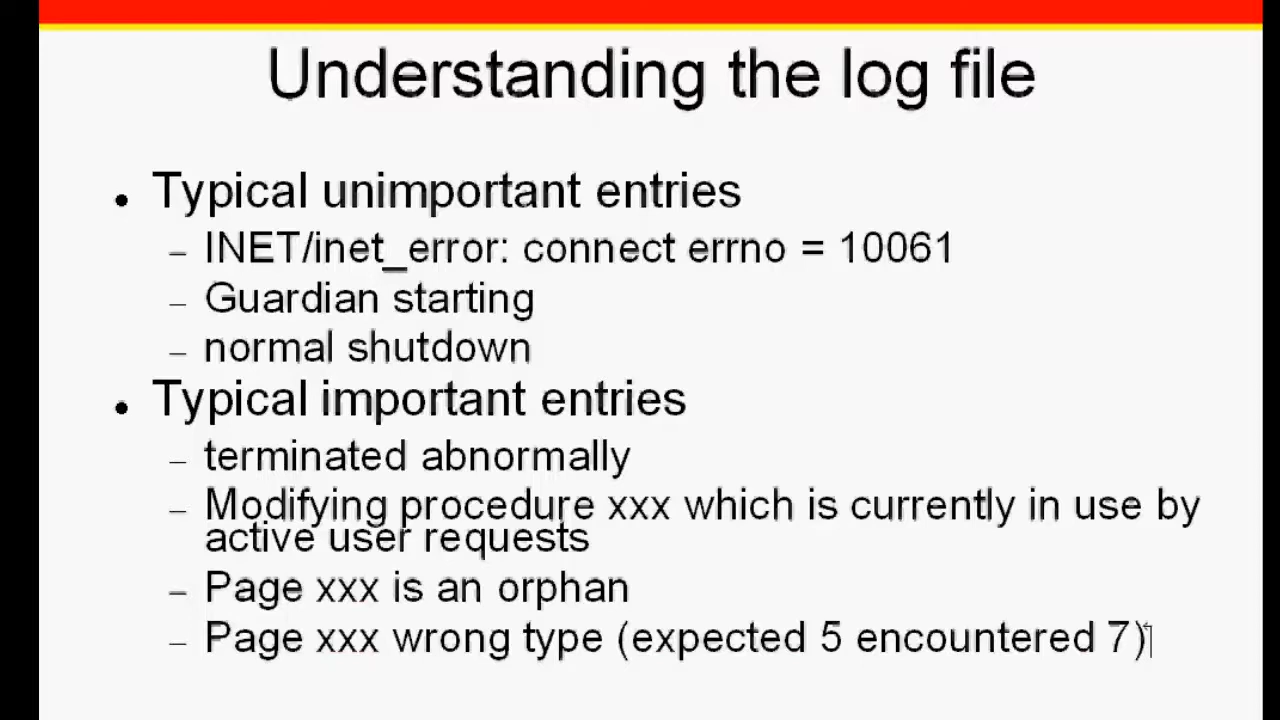 Understanding the log file
• Typical unimportant entries
– INET/inet_error: connect errno = 10061
– Guardian starting
– normal shutdown
• Typical important entries
– terminated abnormally
– Modifying procedure xxx which is currently in use by
active user requests
– Page xxx is an orphan
– Page xxx wrong type (expected 5 encountered 7)